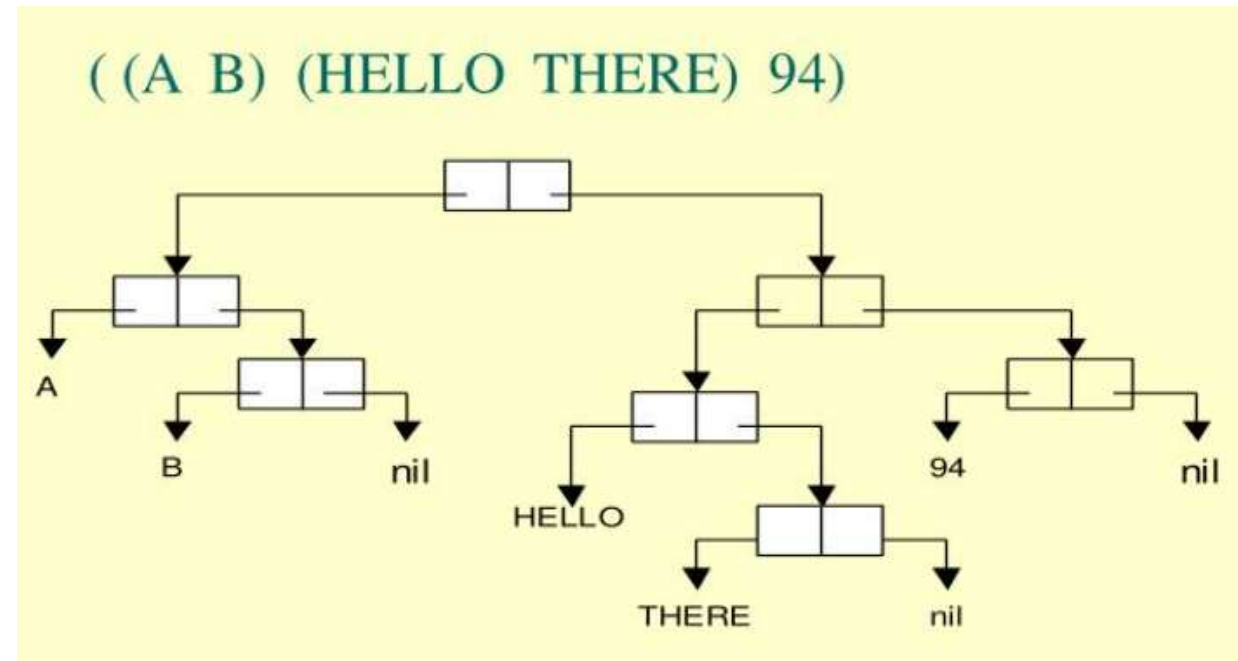 ( (A B) (HELLO THERE) 94)
A
B
nil
94
nil
HELLO
THERE
nil